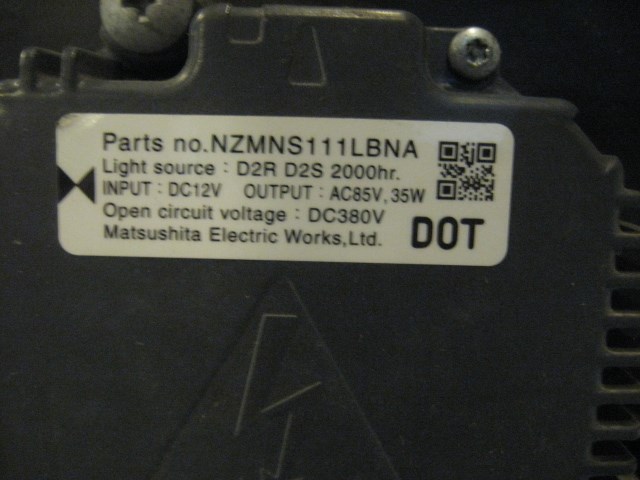 Parts no.NZMNS111LBNA
Light source : D2R D2S 2000hr.
INPUT : DC12V OUTPUT : AC85V, 35W
Open circuit voltage : DC380V
Matsushita Electric Works,Ltd. DOT